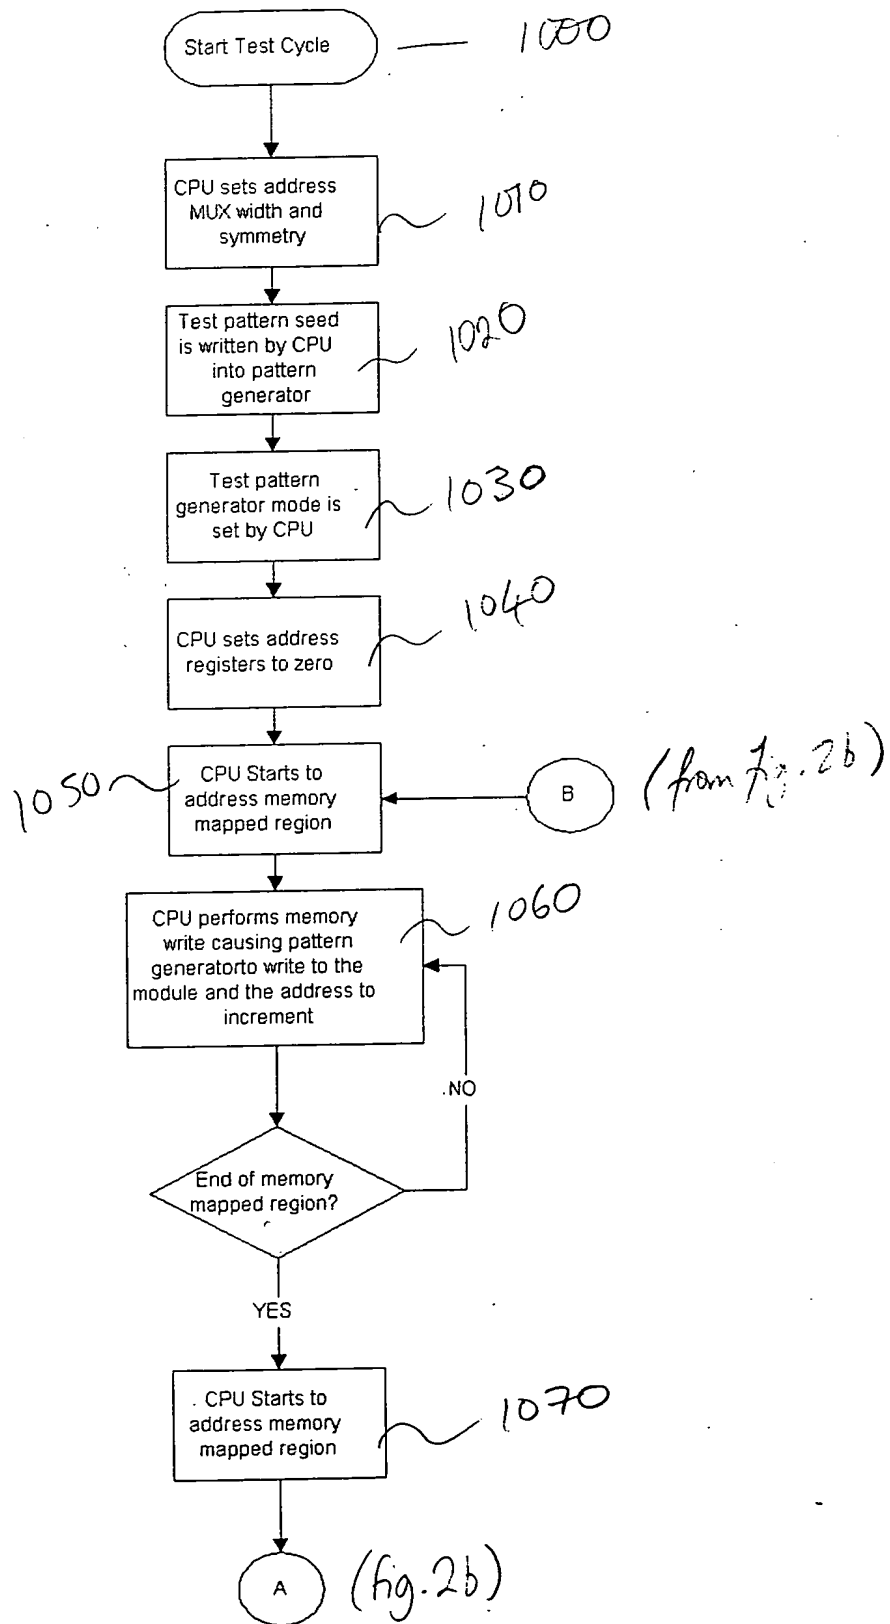 Start Test Cycle
1000
CPU sets address
MUX width and
symmetry
1010
Test pattern seed
is written by CPU
into pattern
generator
1020
Test pattern
generator mode is
set by CPU
1030
CPU sets address
registers to zero
1040
1050
CPU Starts to
address memory
mapped region
B
(from fig. 2b)
CPU performs memory
write causing pattern
generatorto write to the
module and the address to
increment
1060
NO
End of memory
mapped region?
YES
CPU Starts to
address memory
mapped region
1070
A
(fig. 2b)